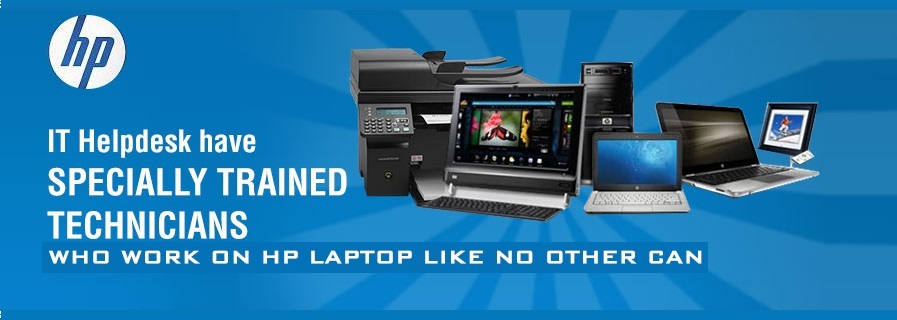 hp
IT Helpdesk have
SPECIALLY TRAINED
TECHNICIANS
WHO WORK ON HP LAPTOP LIKE NO OTHER CAN